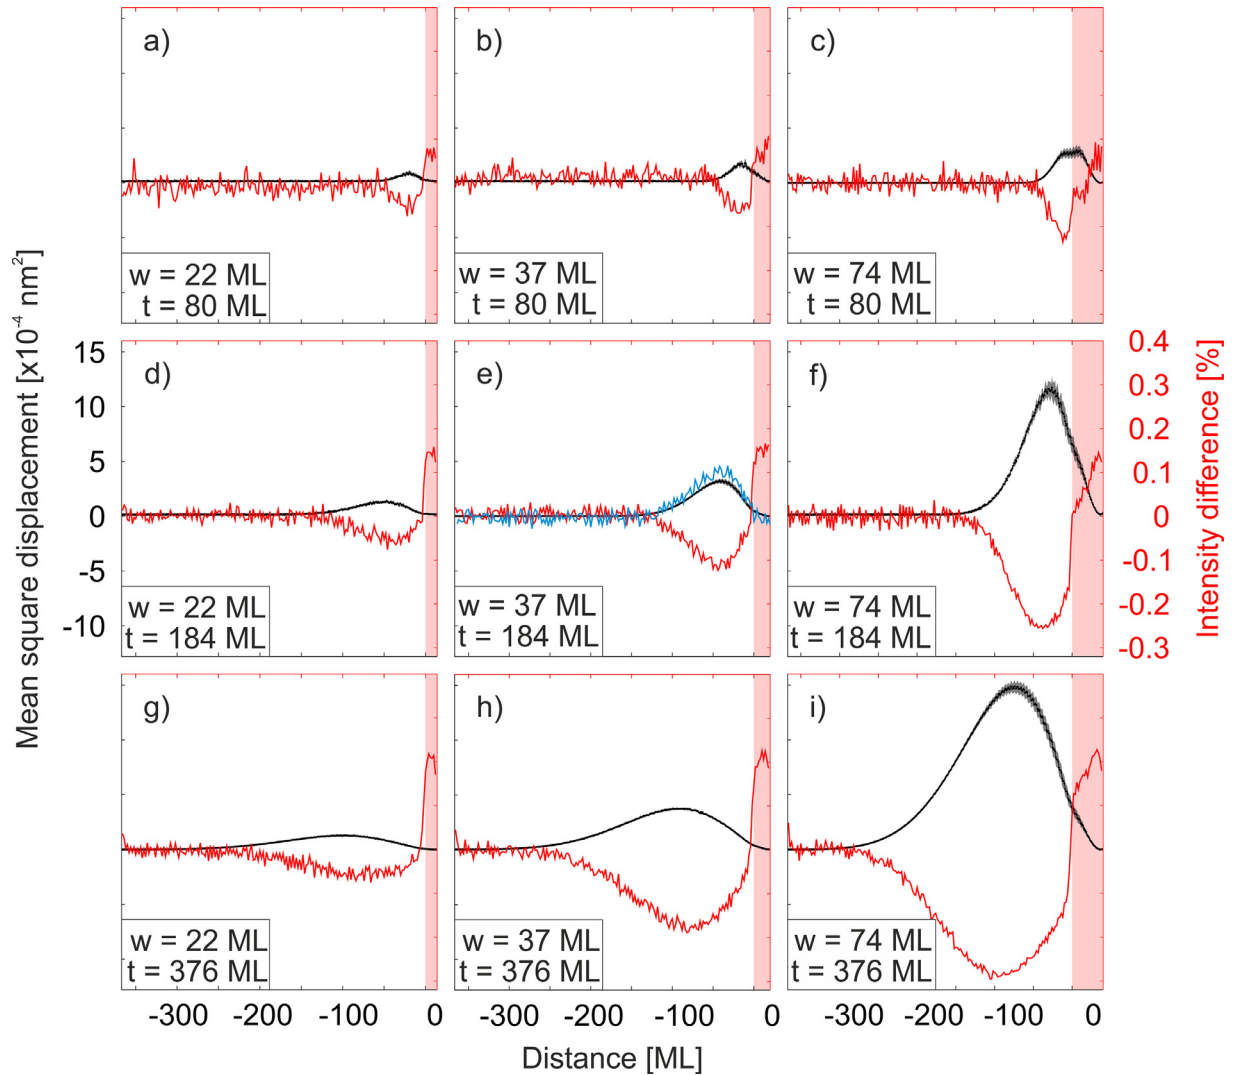 a)
b)
c)
w = 22 ML
t = 80 ML
w = 37 ML
t = 80 ML
w = 74 ML
t = 80 ML
Mean square displacement [x10⁻⁴ nm²]
15
10
5
0
-5
-10
d)
e)
f)
w = 22 ML
t = 184 ML
w = 37 ML
t = 184 ML
w = 74 ML
t = 184 ML
0.4
0.3
0.2
0.1
0
-0.1
-0.2
-0.3
Intensity difference [%]
g)
h)
i)
w = 22 ML
t = 376 ML
w = 37 ML
t = 376 ML
w = 74 ML
t = 376 ML
-300 -200 -100 0
-300 -200 -100 0
-300 -200 -100 0
Distance [ML]